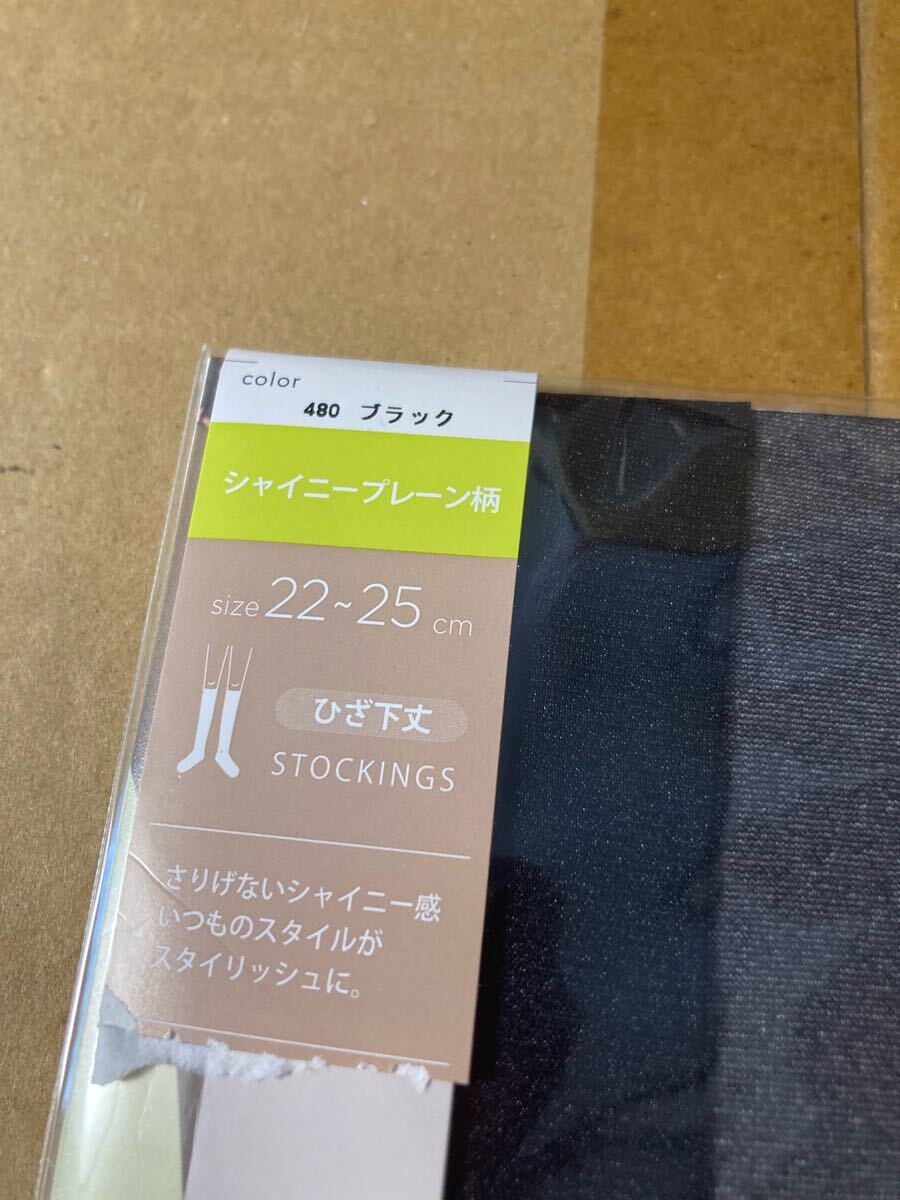 color
480 ブラック
シャイニープレーン柄
size 22~25 cm
ひざ下丈
STOCKINGS
さりげないシャイニー感
いつものスタイルが
スタイリッシュに。